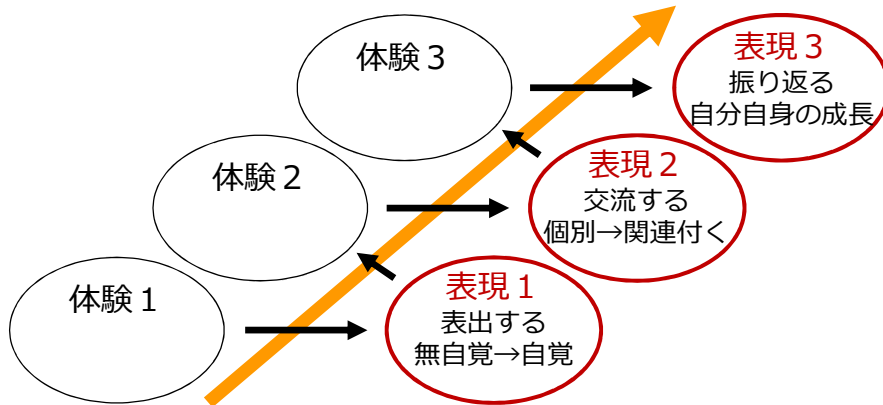 体験３
表現３
振り返る
自分自身の成長
体験２
表現２
交流する
個別→関連付く
体験１
表現１
表出する
無自覚→自覚